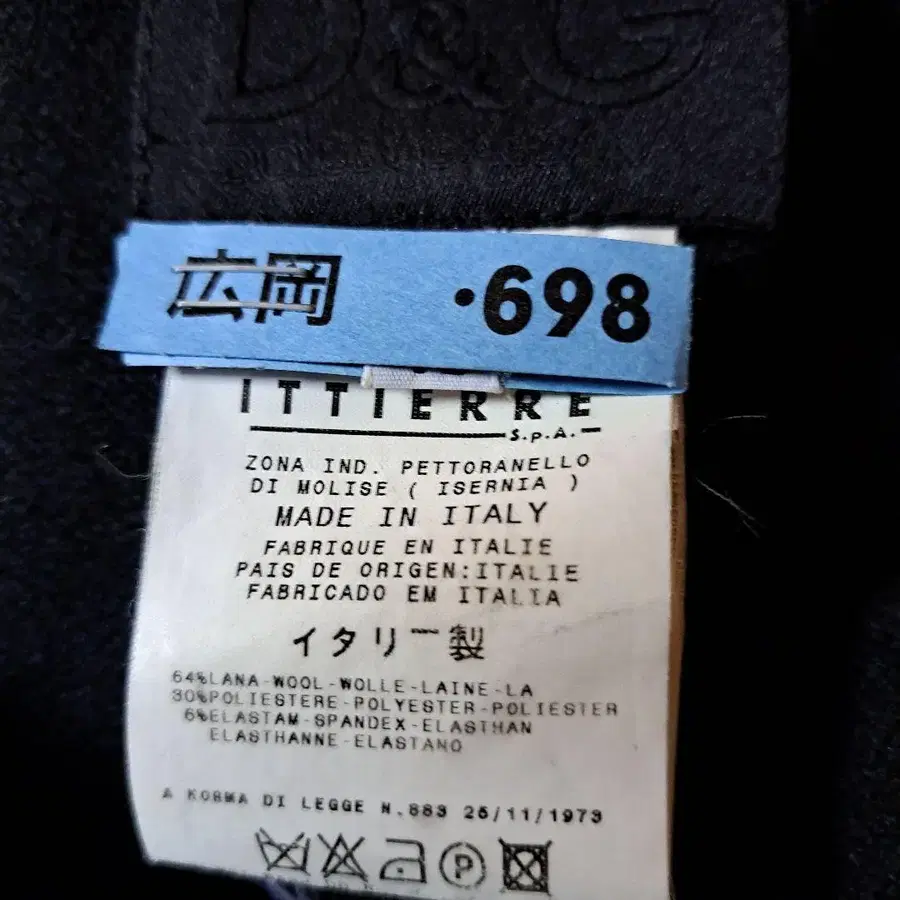 D&G
広岡 ·698
ITTIERRE
S.p.A.
ZONA IND. PETTORANELLO
DI MOLISE ( ISERNIA )
MADE IN ITALY
FABRIQUE EN ITALIE
PAIS DE ORIGEN:ITALIE
FABRICADO EM ITALIA
イタリー製
64%LANA-WOOL-WOLLE-LAINE-LA
30%POLIESTERE-POLYESTER-POLIESTER
6%ELASTAM-SPANDEX-ELASTHAN
ELASTHANNE-ELASTANO
A NORMA DI LEGGE N.883 26/11/1973
P